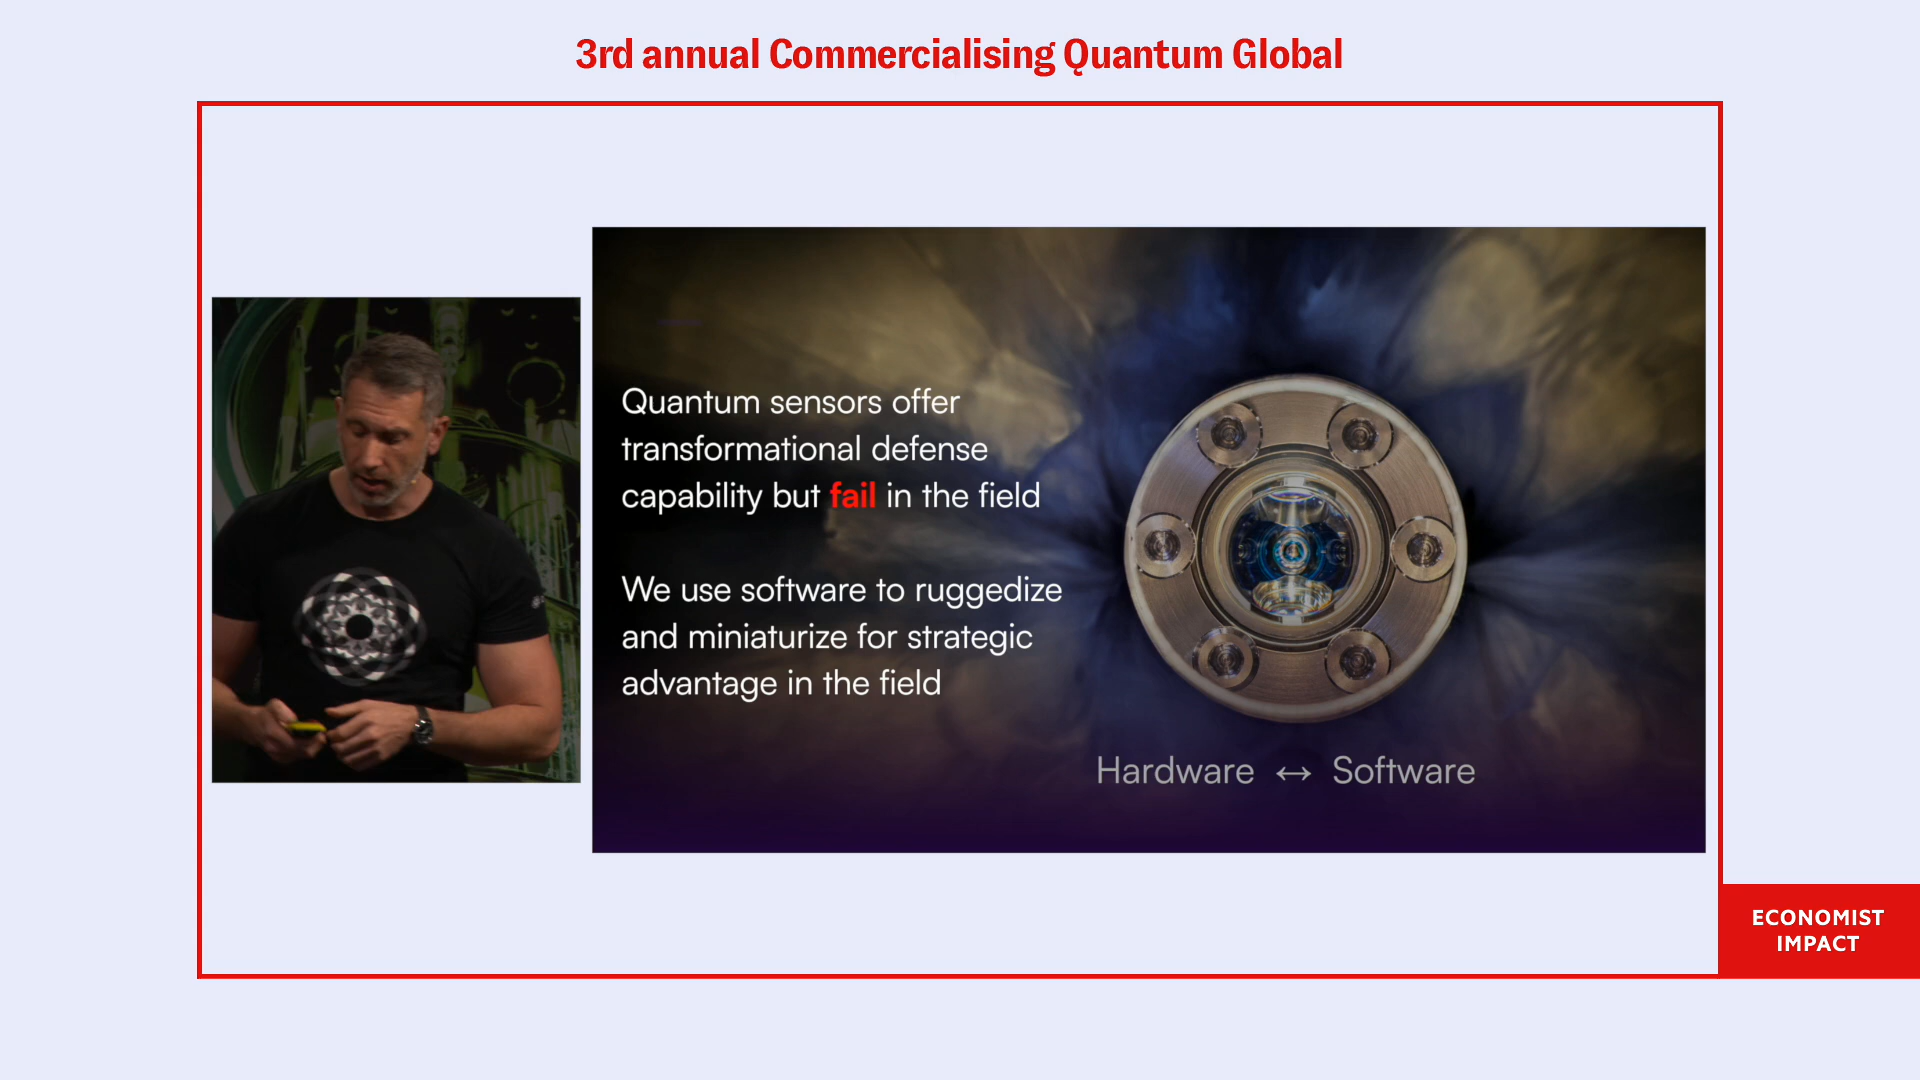 3rd annual Commercialising Quantum Global
Quantum sensors offer
transformational defense
capability but fail in the field
We use software to ruggedize
and miniaturize for strategic
advantage in the field
Hardware ↔ Software
ECONOMIST
IMPACT